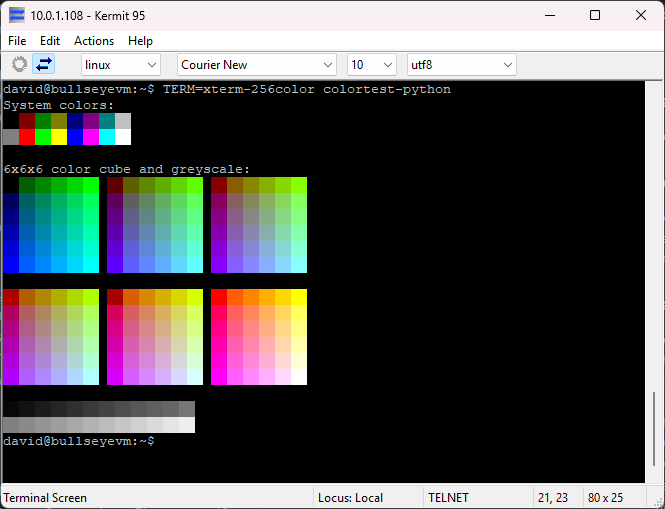 10.0.1.108 - Kermit 95
File Edit Actions Help
linux Courier New 10 utf8
david@bullseyevm:~$ TERM=xterm-256color colortest-python
System colors:
6x6x6 color cube and greyscale:
david@bullseyevm:~$
Terminal Screen Locus: Local TELNET 21, 23 80 x 25